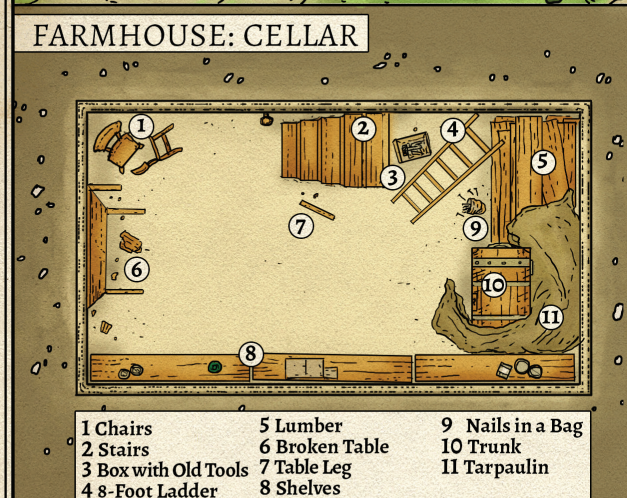 FARMHOUSE: CELLAR
1
2
4
5
3
7
9
6
10
11
8
1 Chairs
2 Stairs
3 Box with Old Tools
4 8-Foot Ladder
5 Lumber
6 Broken Table
7 Table Leg
8 Shelves
9 Nails in a Bag
10 Trunk
11 Tarpaulin